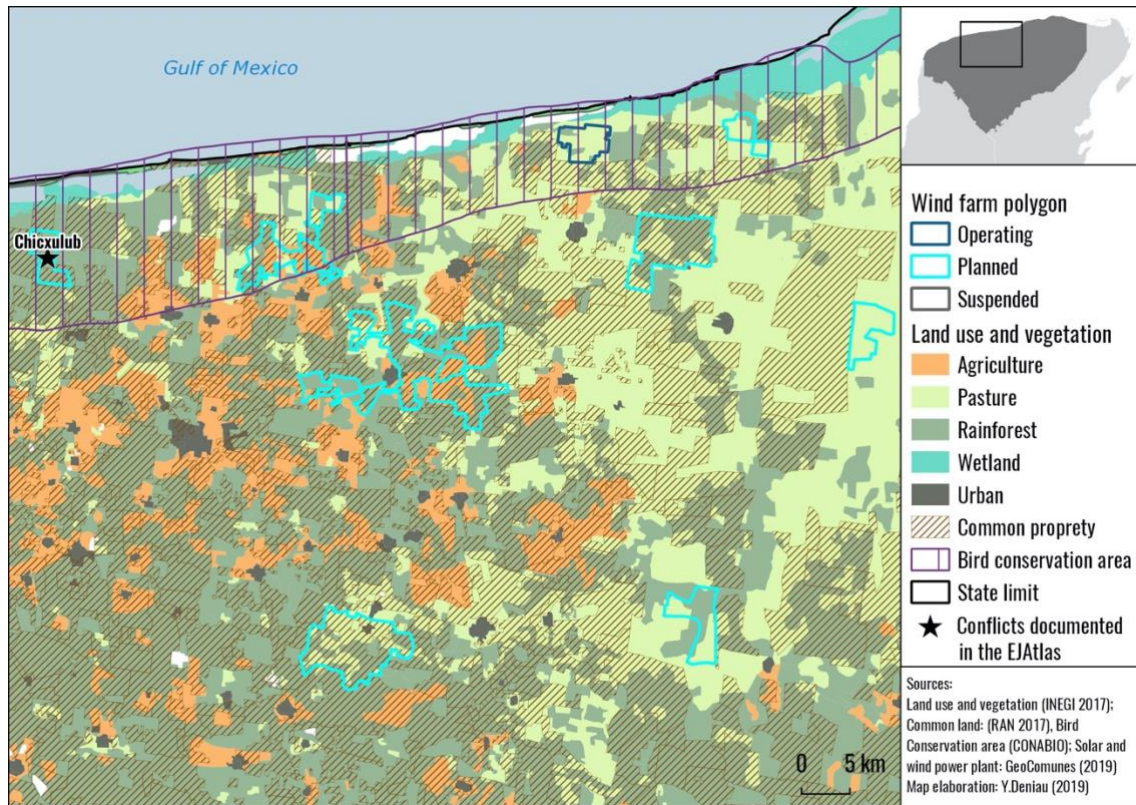 Gulf of Mexico
Chicxulub
0 5 km
Wind farm polygon
Operating
Planned
Suspended
Land use and vegetation
Agriculture
Pasture
Rainforest
Wetland
Urban
Common proprety
Bird conservation area
State limit
Conflicts documented
in the EJAtlas
Sources:
Land use and vegetation (INEGI 2017);
Common land: (RAN 2017), Bird
Conservation area (CONABIO); Solar and
wind power plant: GeoComunes (2019)
Map elaboration: Y.Deniau (2019)